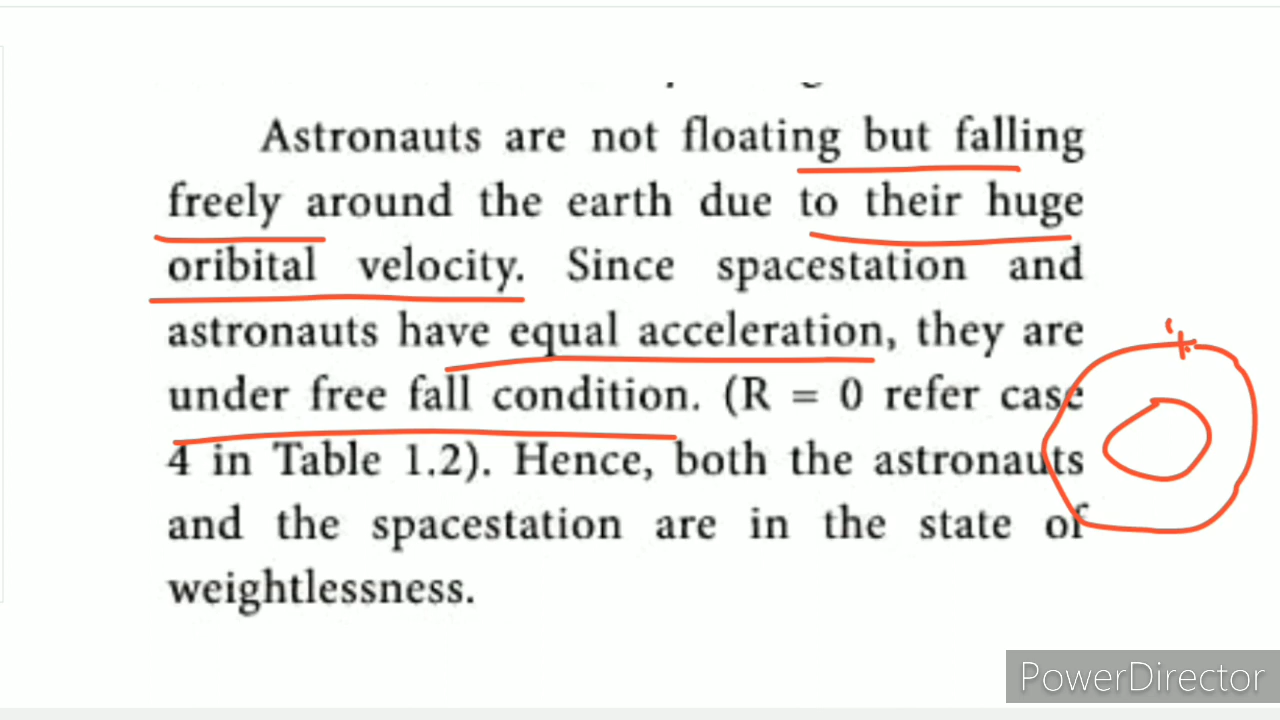 Astronauts are not floating but falling
freely around the earth due to their huge
oribital velocity. Since spacestation and
astronauts have equal acceleration, they are
under free fall condition. (R = 0 refer case
4 in Table 1.2). Hence, both the astronauts
and the spacestation are in the state of
weightlessness.
PowerDirector